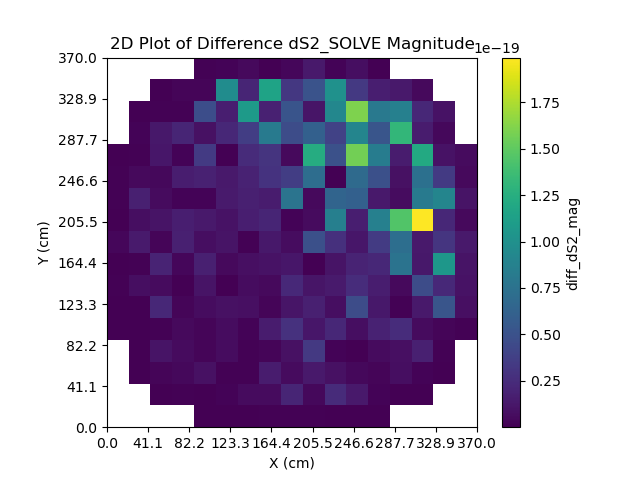 2D Plot of Difference dS2_SOLVE Magnitude
1e−19
370.0
328.9
287.7
246.6
205.5
164.4
123.3
82.2
41.1
0.0
Y (cm)
0.0 41.1 82.2 123.3 164.4 205.5 246.6 287.7 328.9 370.0
X (cm)
1.75
1.50
1.25
1.00
0.75
0.50
0.25
diff_dS2_mag